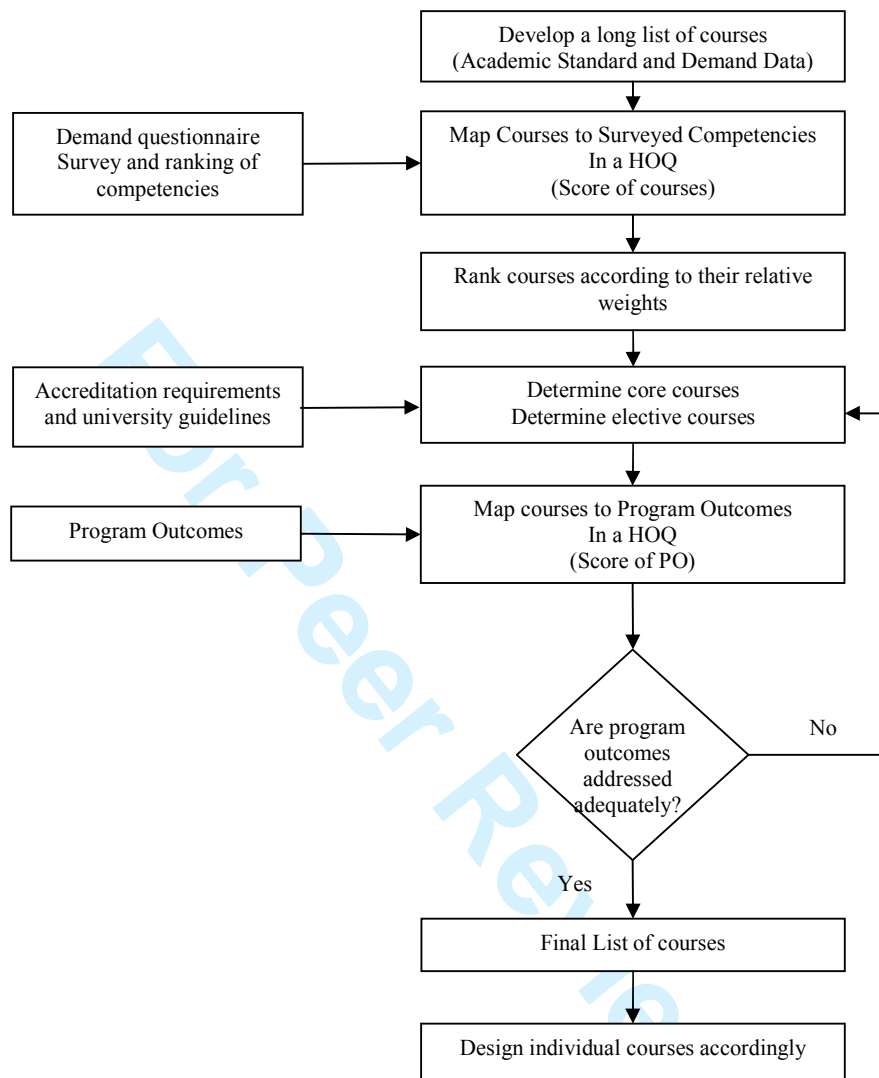 Develop a long list of courses
(Academic Standard and Demand Data)
Demand questionnaire
Survey and ranking of
competencies
Map Courses to Surveyed Competencies
In a HOQ
(Score of courses)
Rank courses according to their relative
weights
Accreditation requirements
and university guidelines
Determine core courses
Determine elective courses
Program Outcomes
Map courses to Program Outcomes
In a HOQ
(Score of PO)
Are program
outcomes
addressed
adequately?
No
Yes
Final List of courses
Design individual courses accordingly
For Peer Revie